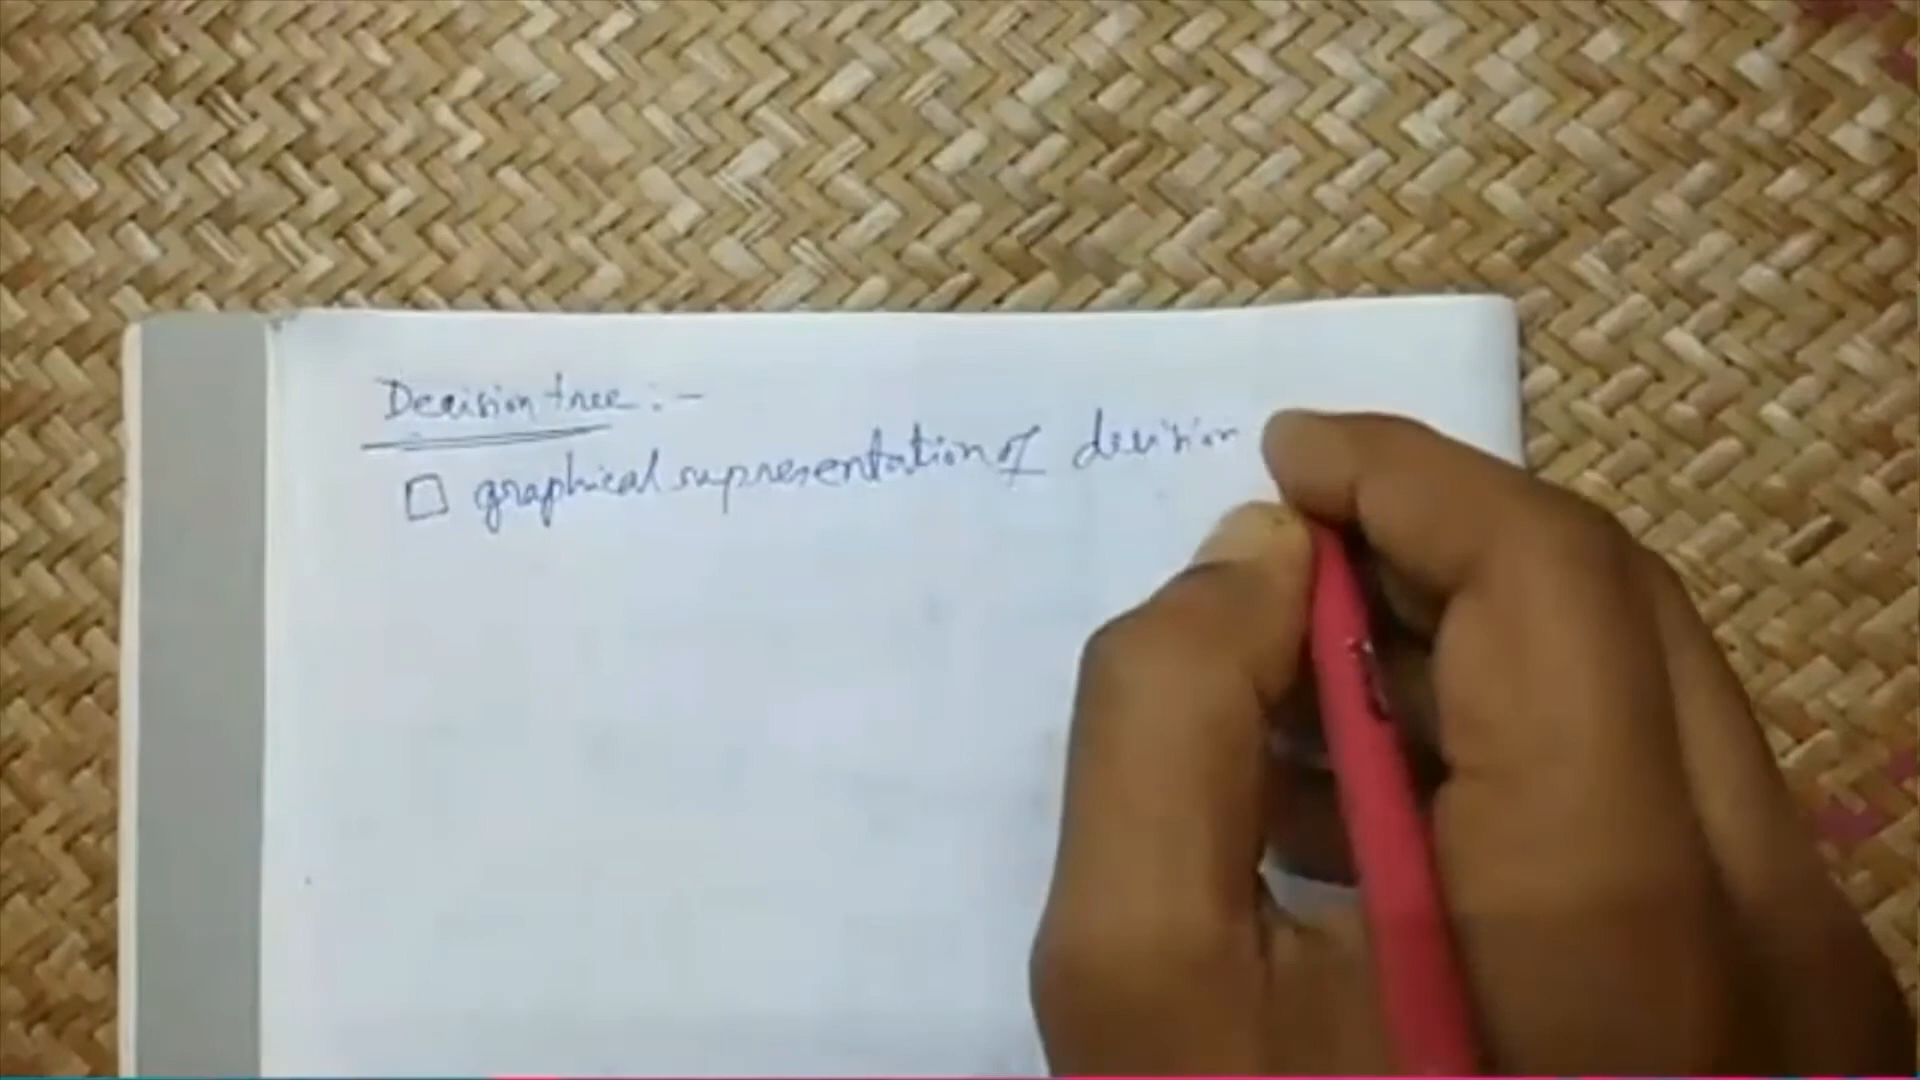 Decision tree :-
□ graphical representation of decision